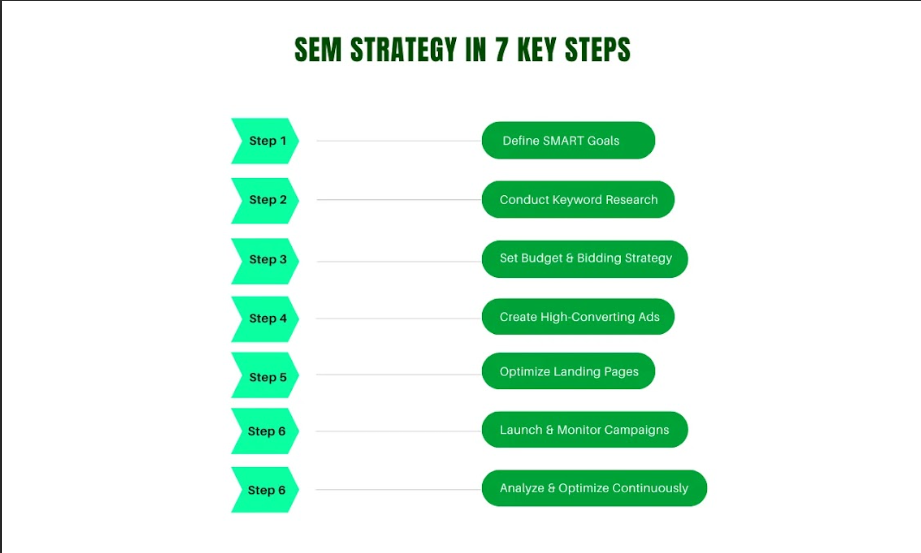 SEM STRATEGY IN 7 KEY STEPS
Step 1
Define SMART Goals
Step 2
Conduct Keyword Research
Step 3
Set Budget & Bidding Strategy
Step 4
Create High-Converting Ads
Step 5
Optimize Landing Pages
Step 6
Launch & Monitor Campaigns
Step 6
Analyze & Optimize Continuously